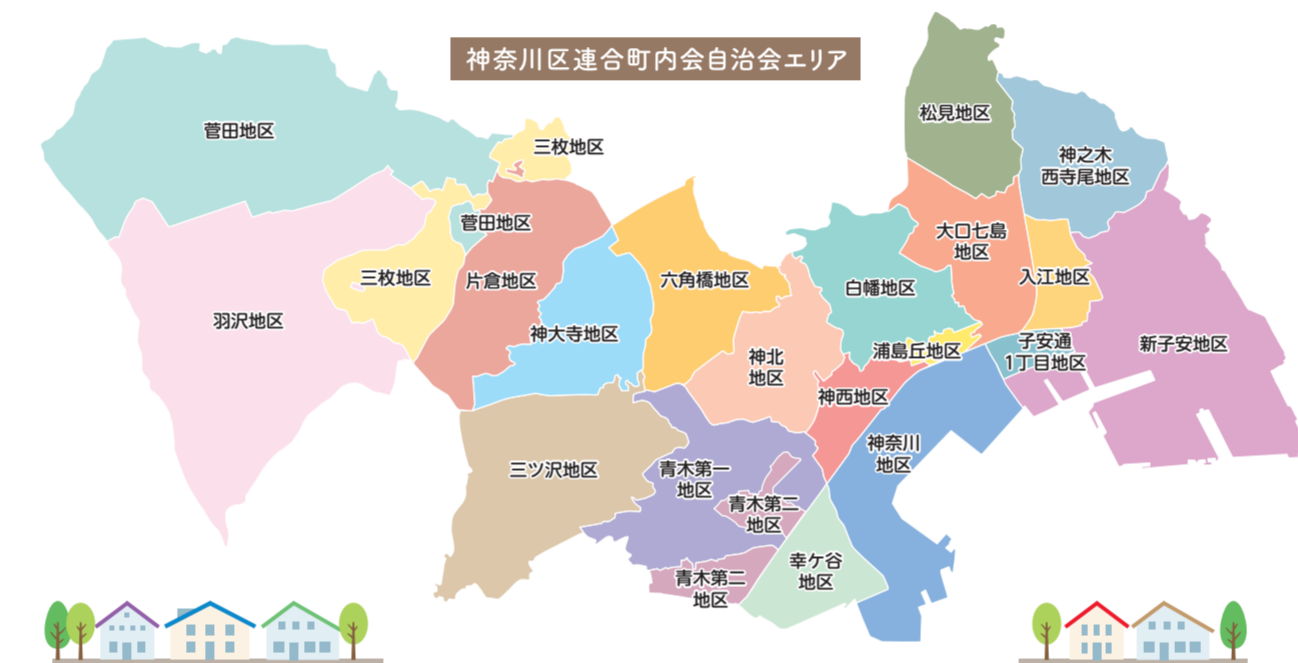 神奈川区連合町内会自治会エリア
菅田地区
三枚地区
松見地区
神之木
西寺尾地区
菅田地区
大口七島
地区
三枚地区
片倉地区
六角橋地区
白幡地区
入江地区
羽沢地区
神大寺地区
浦島丘地区
子安通
1丁目地区
新子安地区
神北
地区
神西地区
神奈川
地区
三ツ沢地区
青木第一
地区
青木第二
地区
幸ケ谷
地区
青木第二
地区